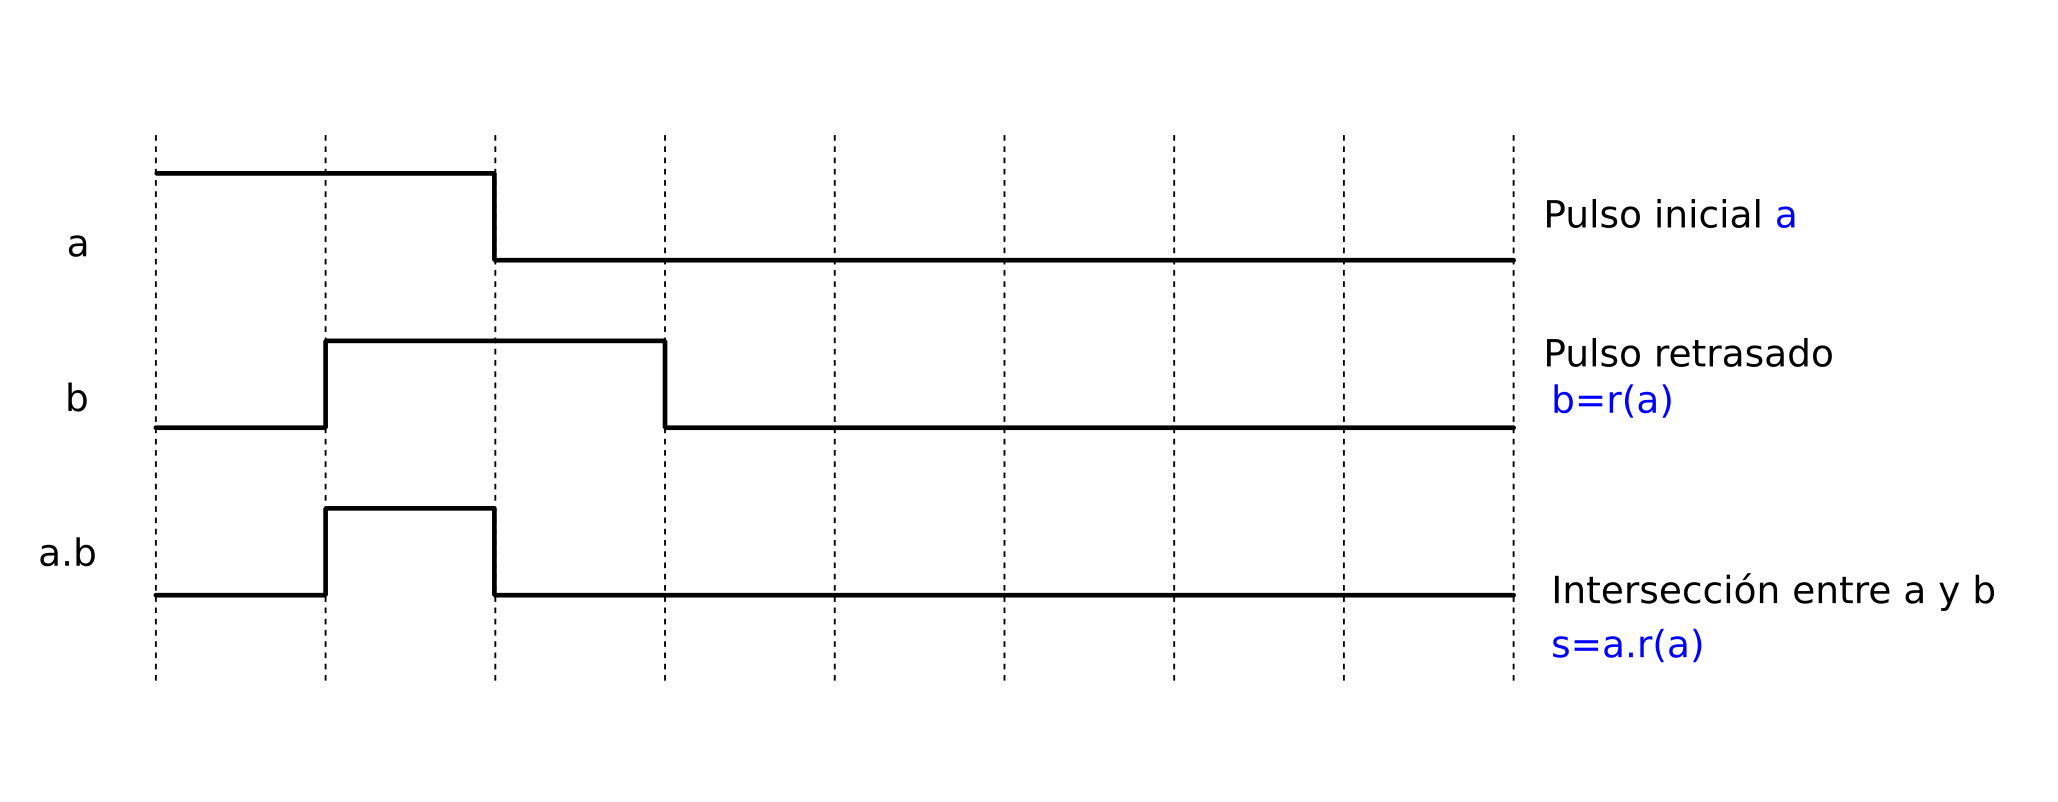 a
Pulso inicial a
b
Pulso retrasado
b=r(a)
a.b
Intersección entre a y b
s=a.r(a)